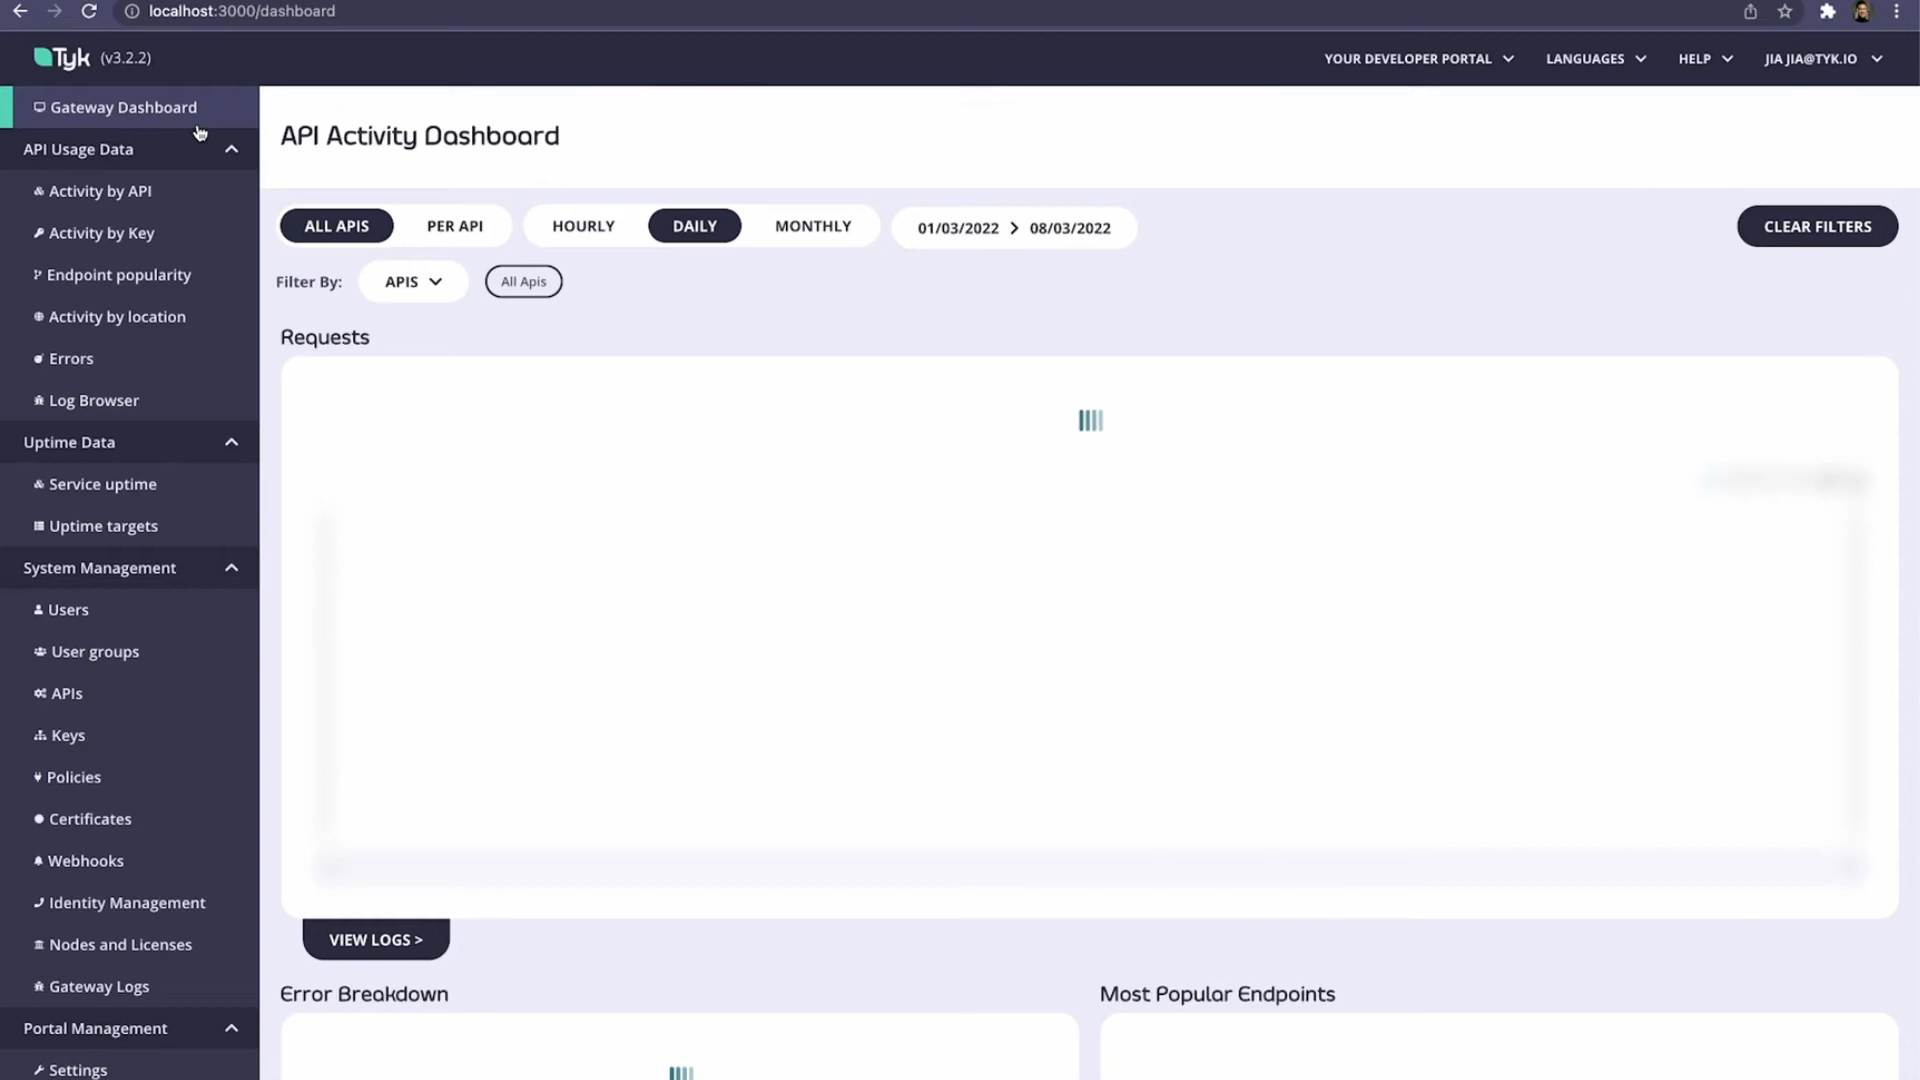 localhost:3000/dashboard
Tyk (v3.2.2)
YOUR DEVELOPER PORTAL
LANGUAGES
HELP
JIA JIA@TYK.IO
Gateway Dashboard
API Usage Data
Activity by API
Activity by Key
Endpoint popularity
Activity by location
Errors
Log Browser
Uptime Data
Service uptime
Uptime targets
System Management
Users
User groups
APIs
Keys
Policies
Certificates
Webhooks
Identity Management
Nodes and Licenses
Gateway Logs
Portal Management
Settings
API Activity Dashboard
ALL APIS
PER API
HOURLY
DAILY
MONTHLY
01/03/2022 > 08/03/2022
CLEAR FILTERS
Filter By:
APIS
All Apis
Requests
VIEW LOGS >
Error Breakdown
Most Popular Endpoints